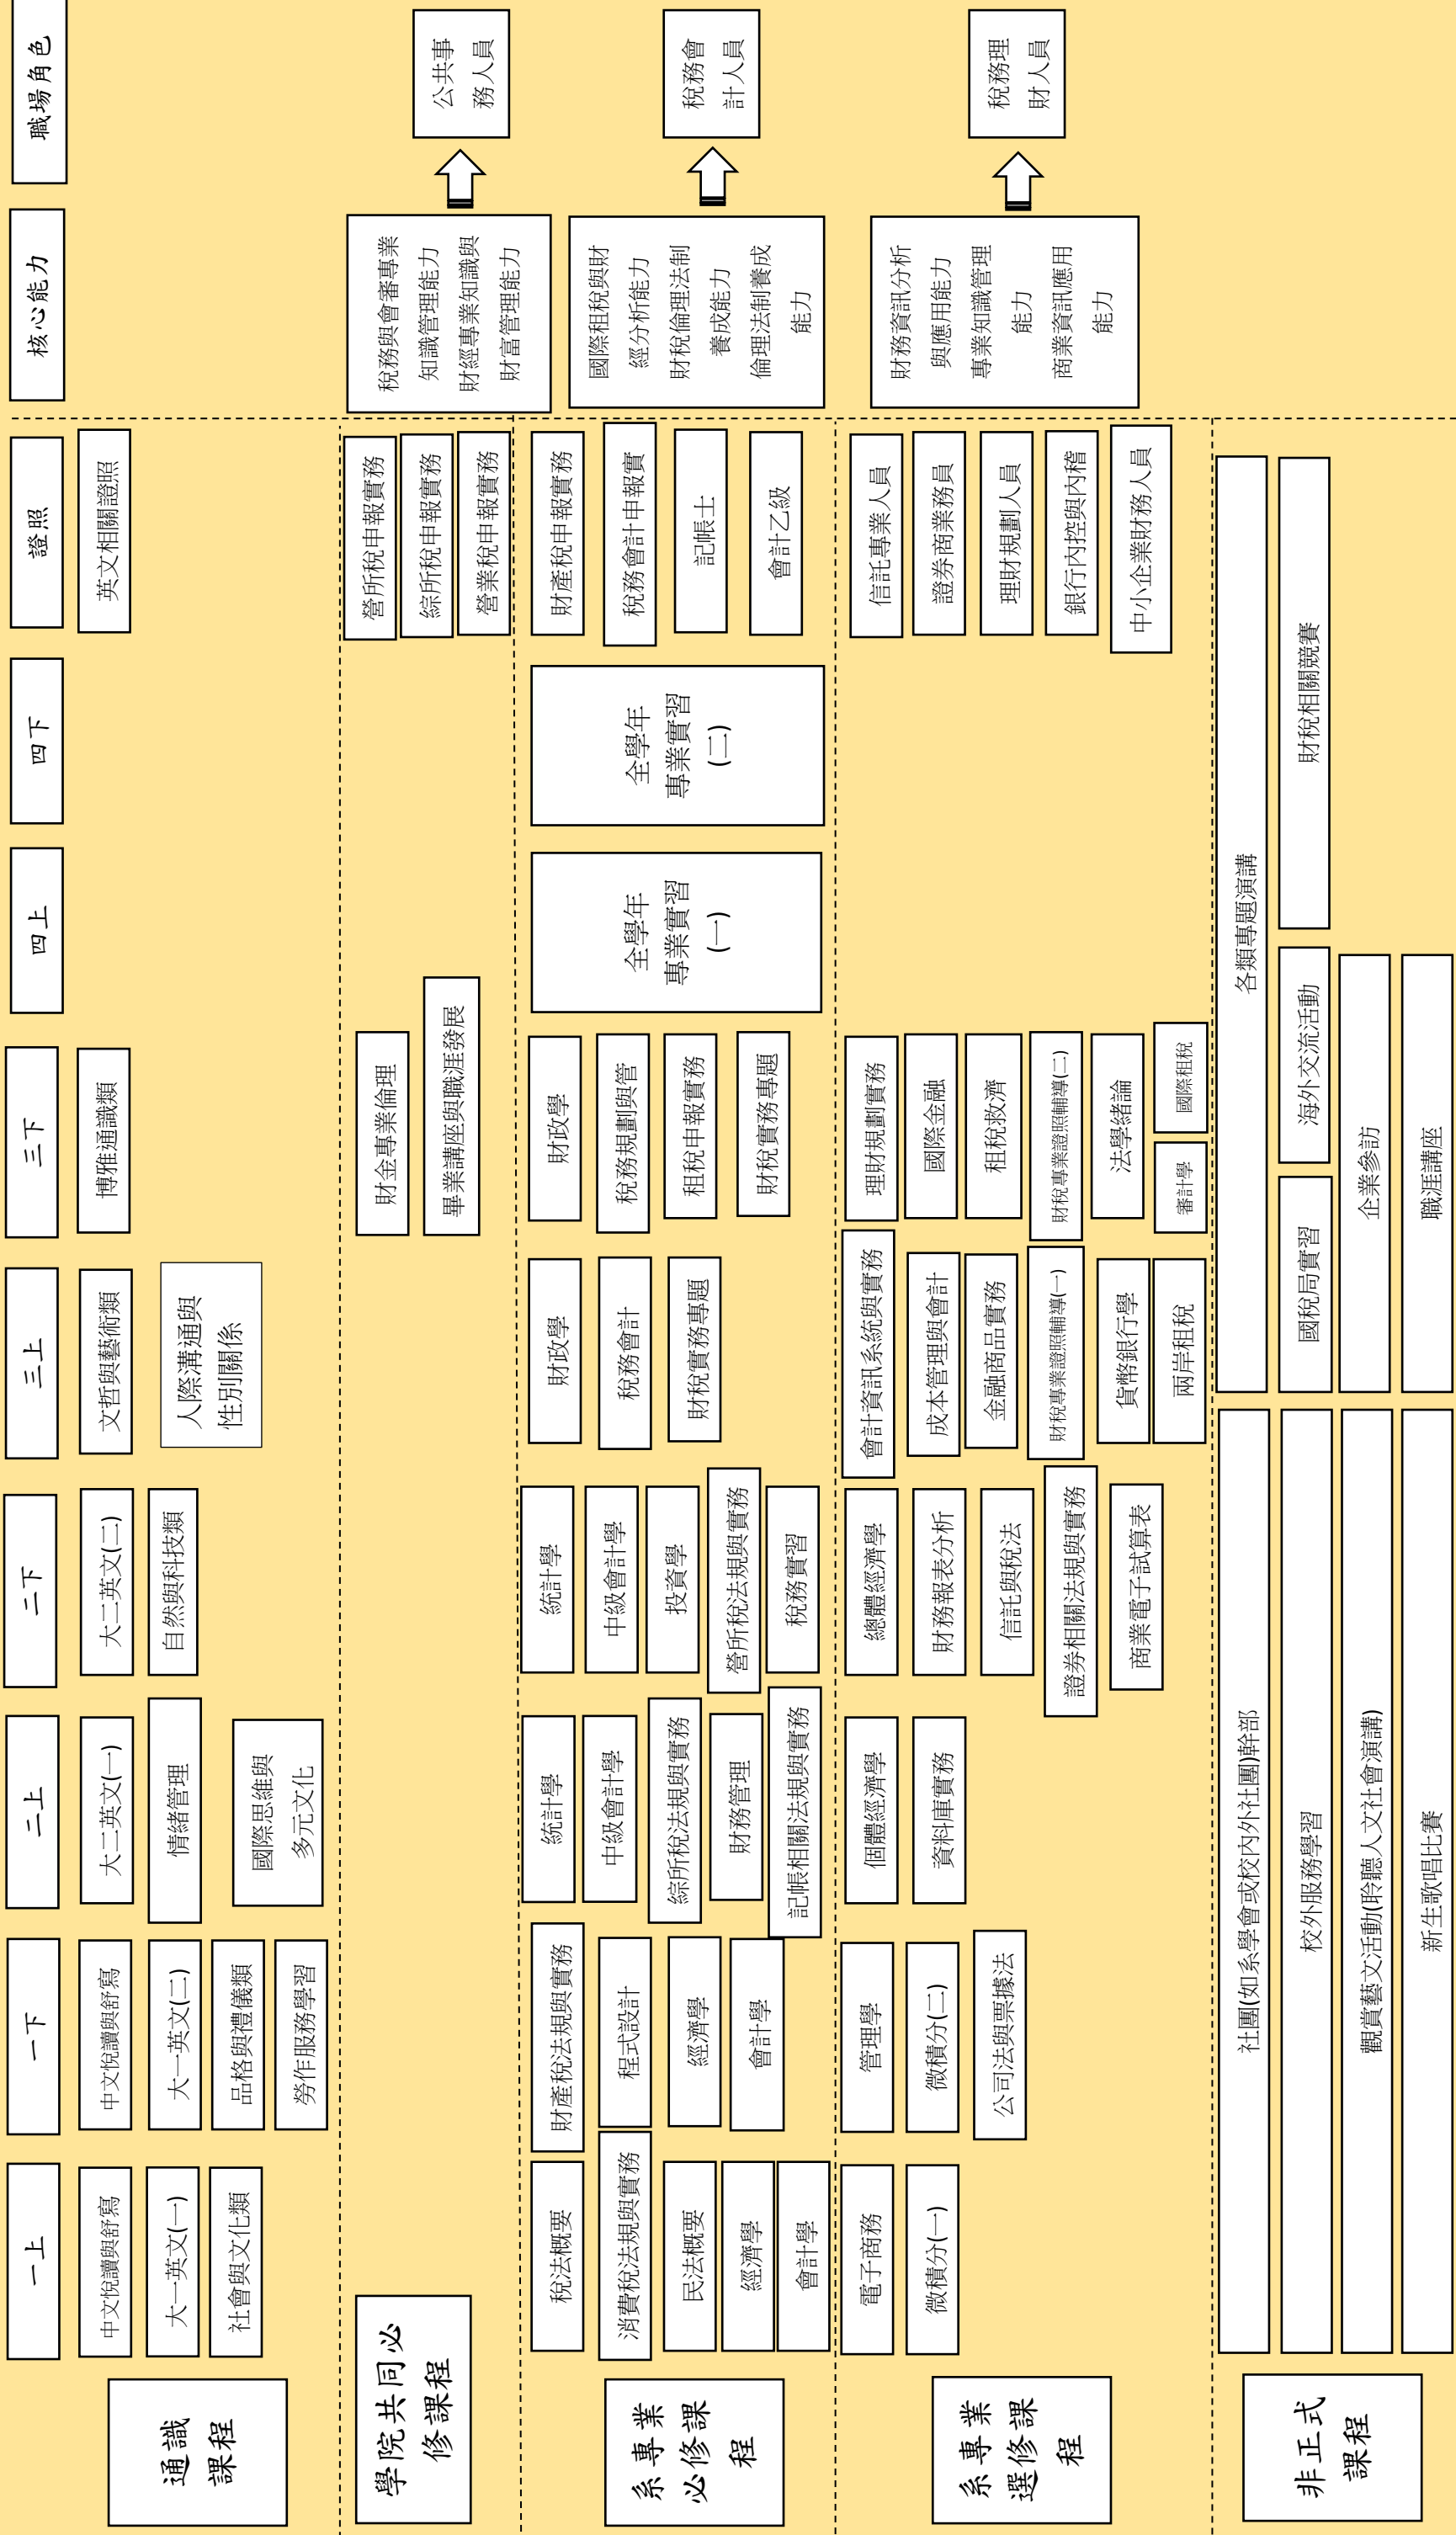 一上
一下
二上
二下
三上
三下
四上
四下
證照
核心能力
職場角色
通識
課程
中文悅讀與舒寫
大一英文(一)
社會與文化類
中文悅讀與舒寫
大一英文(二)
品格與禮儀類
勞作服務學習
大二英文(一)
情緒管理
國際思維與
多元文化
大二英文(二)
自然與科技類
文哲與藝術類
人際溝通與
性別關係
博雅通識類
英文相關證照
學院共同必
修課程
財金專業倫理
畢業講座與職涯發展
營所稅申報實務
綜所稅申報實務
營業稅申報實務
稅務與會審專業
知識管理能力
財經專業知識與
財富管理能力
公共事
務人員
系專業
必修課
程
稅法概要
消費稅法規與實務
民法概要
經濟學
會計學
財產稅法規與實務
程式設計
經濟學
會計學
統計學
中級會計學
綜所稅法規與實務
財務管理
記帳相關法規與實務
統計學
中級會計學
投資學
營所稅法規與實務
稅務實習
財政學
稅務會計
財稅實務專題
財政學
稅務規劃與管
租稅申報實務
財稅實務專題
全學年
專業實習
(一)
全學年
專業實習
(二)
財產稅申報實務
稅務會計申報實
記帳士
會計乙級
國際租稅與財
經分析能力
財稅倫理法制
養成能力
倫理法制養成
能力
稅務會
計人員
系專業
選修課
程
電子商務
微積分(一)
管理學
微積分(二)
公司法與票據法
個體經濟學
資料庫實務
總體經濟學
財務報表分析
信託與稅法
證券相關法規與實務
商業電子試算表
會計資訊系統與實務
成本管理與會計
金融商品實務
財稅專業證照輔導(一)
貨幣銀行學
兩岸租稅
理財規劃實務
國際金融
租稅救濟
財稅專業證照輔導(二)
法學緒論
審計學
國際租稅
信託專業人員
證券商業務員
理財規劃人員
銀行內控與內稽
中小企業財務人員
財務資訊分析
與應用能力
專業知識管理
能力
商業資訊應用
能力
稅務理
財人員
非正式
課程
社團(如系學會或校內外社團)幹部
各類專題演講
校外服務學習
國稅局實習
海外交流活動
財稅相關競賽
觀賞藝文活動(聆聽人文社會演講)
企業參訪
新生歌唱比賽
職涯講座